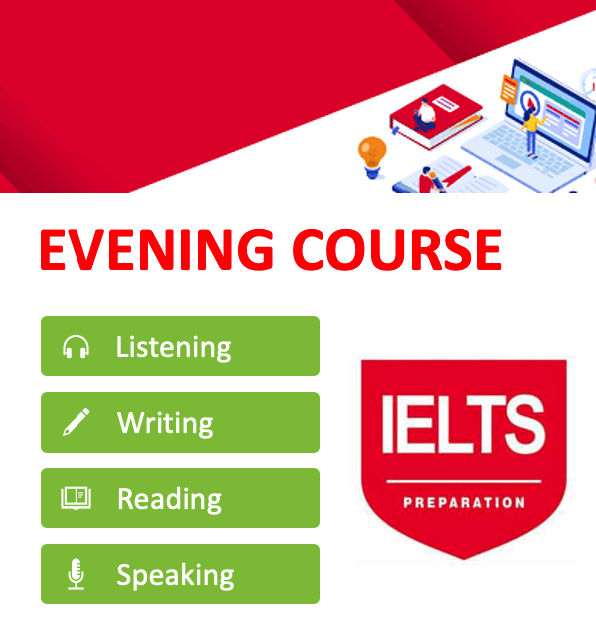 EVENING COURSE
Listening
Writing
Reading
Speaking
IELTS
PREPARATION